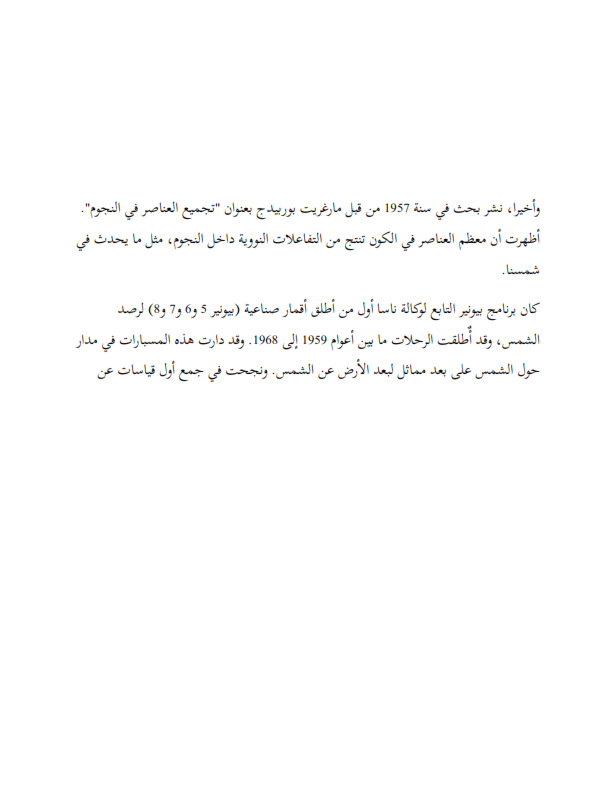 وأخيرا، نشر بحث في سنة 1957 من قبل مارغريت بوربيدج بعنوان "تجميع العناصر في النجوم".
أظهرت أن معظم العناصر في الكون تنتج من التفاعلات النووية داخل النجوم، مثل ما يحدث في
شمسنا.
كان برنامج بيونير التابع لوكالة ناسا أول من أطلق أقمار صناعية (بيونير 5 و6 و7 و8) لرصد
الشمس، وقد أُطلقت الرحلات ما بين أعوام 1959 إلى 1968. وقد دارت هذه المسبارات في مدار
حول الشمس على بعد مماثل لبعد الأرض عن الشمس. ونجحت في جمع أول قياسات عن